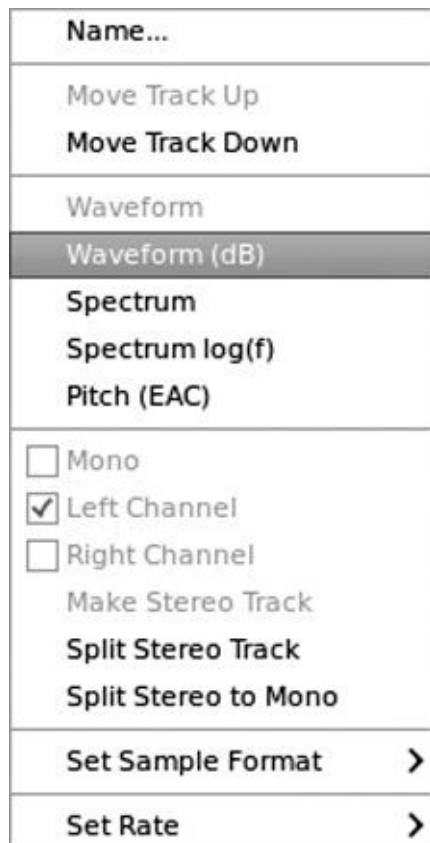 Name...
Move Track Up
Move Track Down
Waveform
Waveform (dB)
Spectrum
Spectrum log(f)
Pitch (EAC)
Mono
Left Channel
Right Channel
Make Stereo Track
Split Stereo Track
Split Stereo to Mono
Set Sample Format
Set Rate